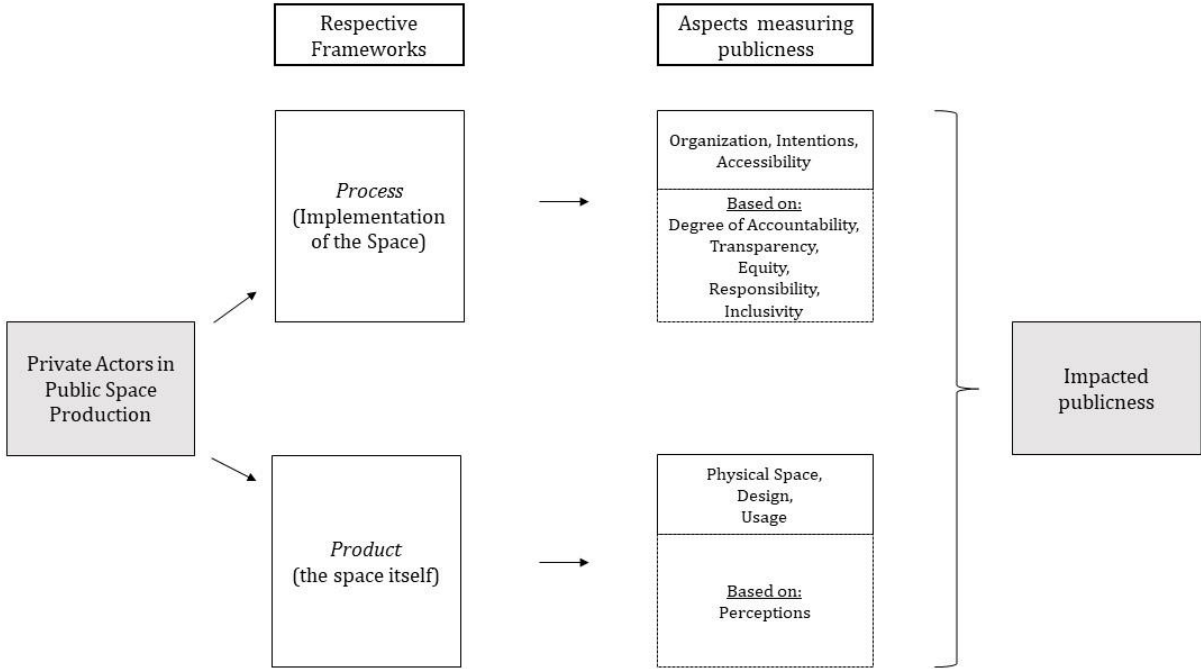 Respective
Frameworks
Aspects measuring
publicness
Private Actors in
Public Space
Production
Process
(Implementation
of the Space)
Organization, Intentions,
Accessibility
Based on:
Degree of Accountability,
Transparency,
Equity,
Responsibility,
Inclusivity
Product
(the space itself)
Physical Space,
Design,
Usage
Based on:
Perceptions
Impacted
publicness